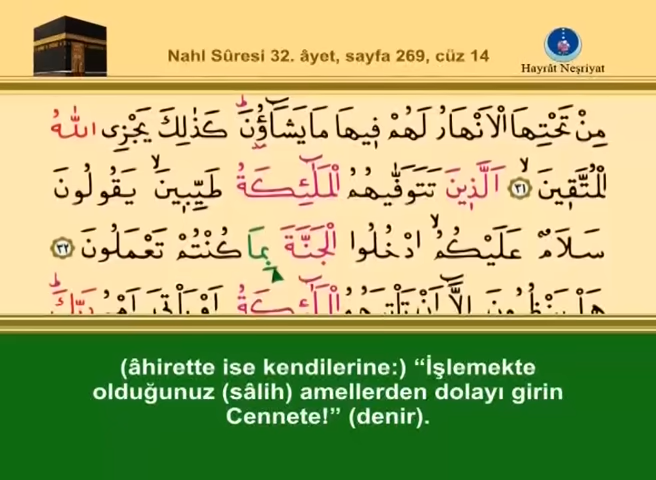 Nahl Sûresi 32. âyet, sayfa 269, cüz 14
Hayrât Neşriyat
مِنْ تَحْتِهَا الْاَنْهَارُ لَهُمْ فٖيهَا مَا يَشَاؤُ۫نَؕ كَذٰلِكَ يَجْزِى اللّٰهُ
الْمُتَّقٖينَۙ ﴿٣١﴾ اَلَّذٖينَ تَتَوَفّٰيهُمُ الْمَلٰٓئِكَةُ طَيِّبٖينَۙ يَقُولُونَ
سَلَامٌ عَلَيْكُمُۙ ادْخُلُوا الْجَنَّةَ بِمَا كُنْتُمْ تَعْمَلُونَ ﴿٣٢﴾
هَلْ يَنْظُرُونَ اِلَّٓا اَنْ تَاْتِيَهُمُ الْمَلٰٓئِكَةُ اَوْ يَاْتِيَ اَمْرُ رَبِّكَؕ
(âhirette ise kendilerine:) “İşlemekte
olduğunuz (sâlih) amellerden dolayı girin
Cennete!” (denir).